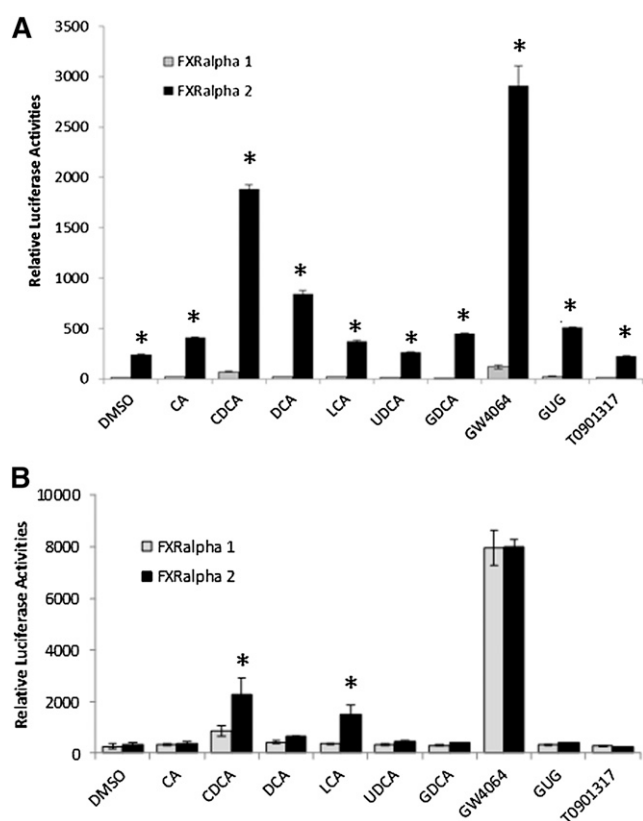 A
Relative Luciferase Activities
3500
3000
2500
2000
1500
1000
500
0
FXRalpha 1
FXRalpha 2
*
*
*
*
*
*
*
*
*
*
DMSO
CA
CDCA
DCA
LCA
UDCA
GDCA
GW4064
GUG
T0901317
B
Relative Luciferase Activities
10000
8000
6000
4000
2000
0
FXRalpha 1
FXRalpha 2
*
*
DMSO
CA
CDCA
DCA
LCA
UDCA
GDCA
GW4064
GUG
T0901317